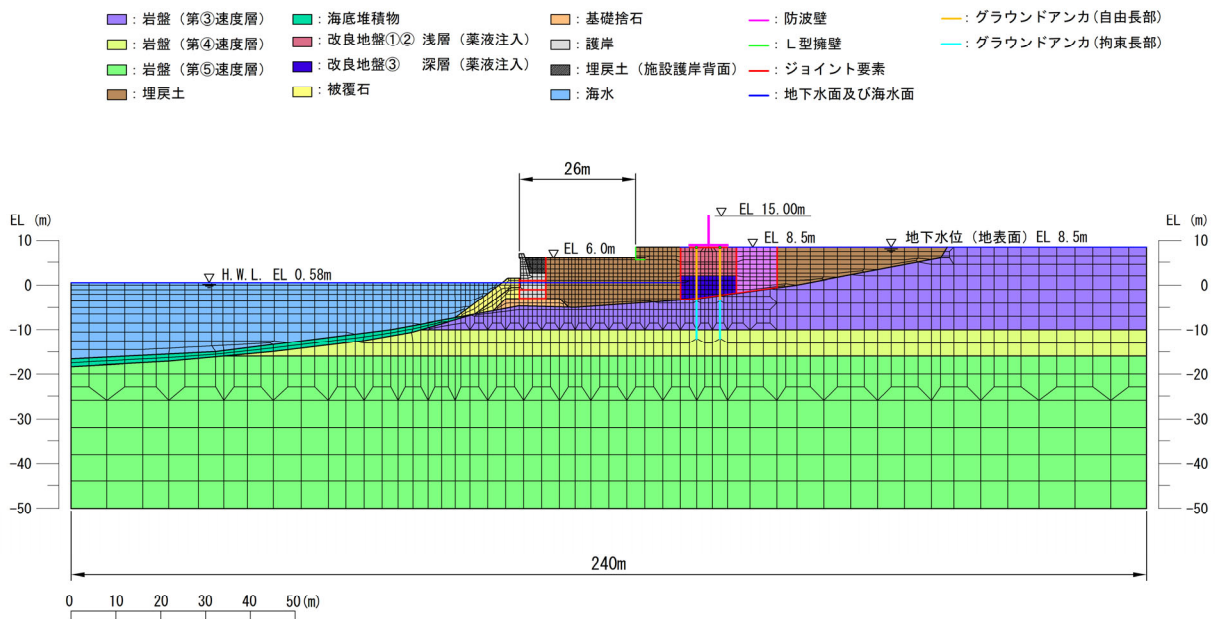 ：岩盤（第③速度層）
：岩盤（第④速度層）
：岩盤（第⑤速度層）
：埋戻土
：海底堆積物
：改良地盤①② 浅層（薬液注入）
：改良地盤③　深層（薬液注入）
：被覆石
：基礎捨石
：護岸
：埋戻土（施設護岸背面）
：海水
：防波壁
：Ｌ型擁壁
：ジョイント要素
：地下水面及び海水面
：グラウンドアンカ(自由長部)
：グラウンドアンカ(拘束長部)
26m
EL 15.00m
EL (m)
EL (m)
10
EL 6.0m
EL 8.5m
地下水位（地表面）EL 8.5m
10
H.W.L. EL 0.58m
0
0
-10
-10
-20
-20
-30
-30
-40
-40
-50
-50
240m
0 10 20 30 40 50(m)